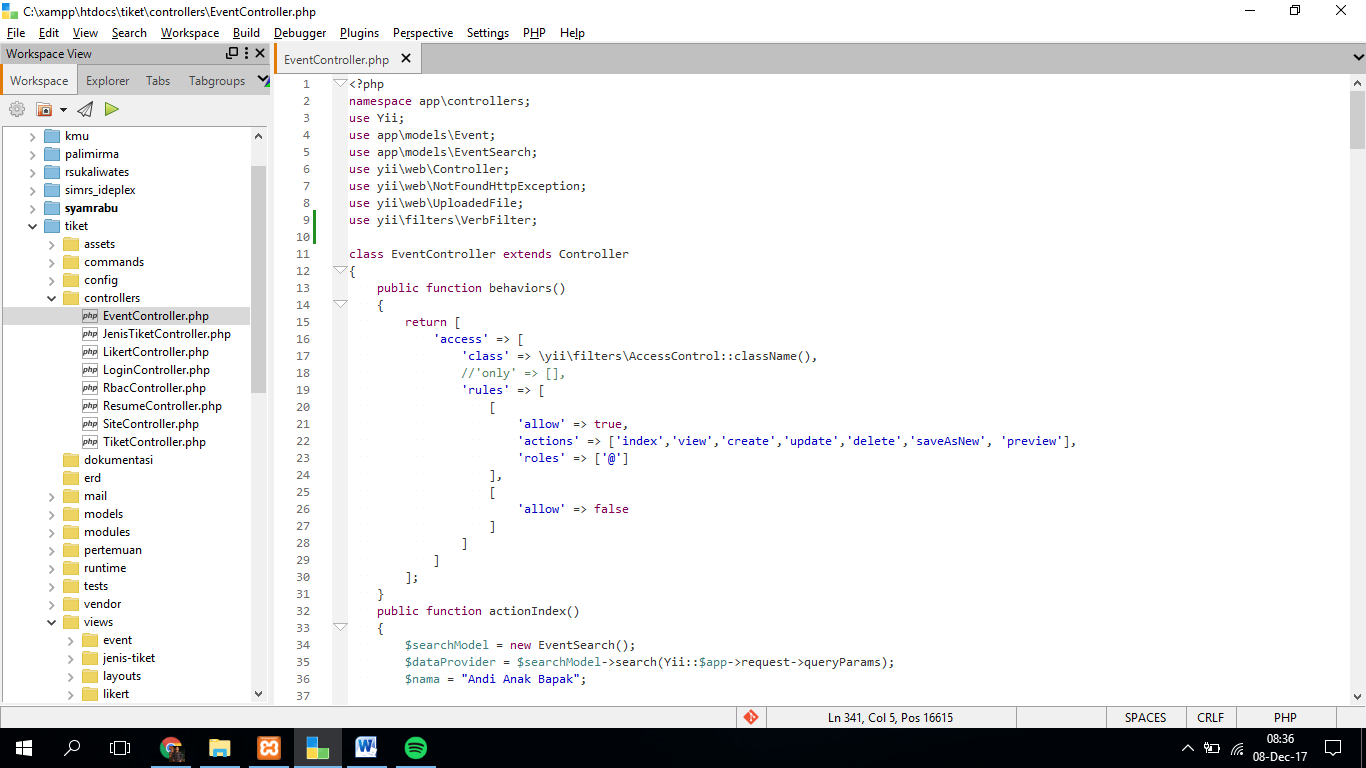 C:\xampp\htdocs\tiket\controllers\EventController.php
File Edit View Search Workspace Build Debugger Plugins Perspective Settings PHP Help
Workspace View
Workspace Explorer Tabs Tabgroups
kmu
palimirma
rsukaliwates
simrs_ideplex
syamrabu
tiket
assets
commands
config
controllers
php EventController.php
php JenisTiketController.php
php LikertController.php
php LoginController.php
php RbacController.php
php ResumeController.php
php SiteController.php
php TiketController.php
dokumentasi
erd
mail
models
modules
pertemuan
runtime
tests
vendor
views
event
jenis-tiket
layouts
likert
EventController.php
1 <?php
2 namespace app\controllers;
3 use Yii;
4 use app\models\Event;
5 use app\models\EventSearch;
6 use yii\web\Controller;
7 use yii\web\NotFoundHttpException;
8 use yii\web\UploadedFile;
9 use yii\filters\VerbFilter;
10
11 class EventController extends Controller
12 {
13     public function behaviors()
14     {
15         return [
16             'access' => [
17                 'class' => \yii\filters\AccessControl::className(),
18                 //'only' => [],
19                 'rules' => [
20                     [
21                         'allow' => true,
22                         'actions' => ['index','view','create','update','delete','saveAsNew', 'preview'],
23                         'roles' => ['@']
24                     ],
25                     [
26                         'allow' => false
27                     ]
28                 ]
29             ]
30         ];
31     }
32     public function actionIndex()
33     {
34         $searchModel = new EventSearch();
35         $dataProvider = $searchModel->search(Yii::$app->request->queryParams);
36         $nama = "Andi Anak Bapak";
37
Ln 341, Col 5, Pos 16615 SPACES CRLF PHP
08:36
08-Dec-17